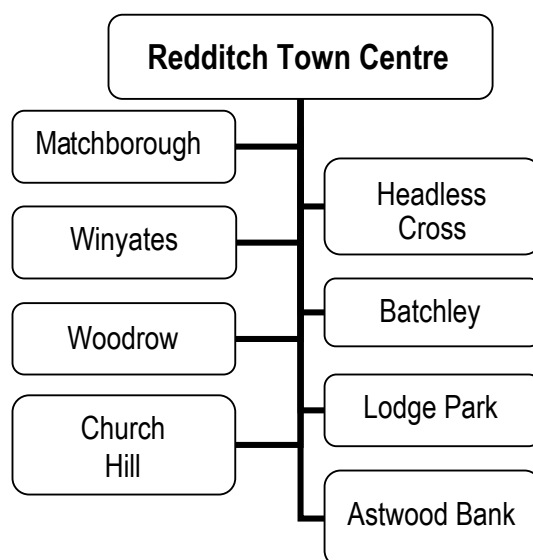 Redditch Town Centre
Matchborough
Headless
Cross
Winyates
Batchley
Woodrow
Lodge Park
Church
Hill
Astwood Bank